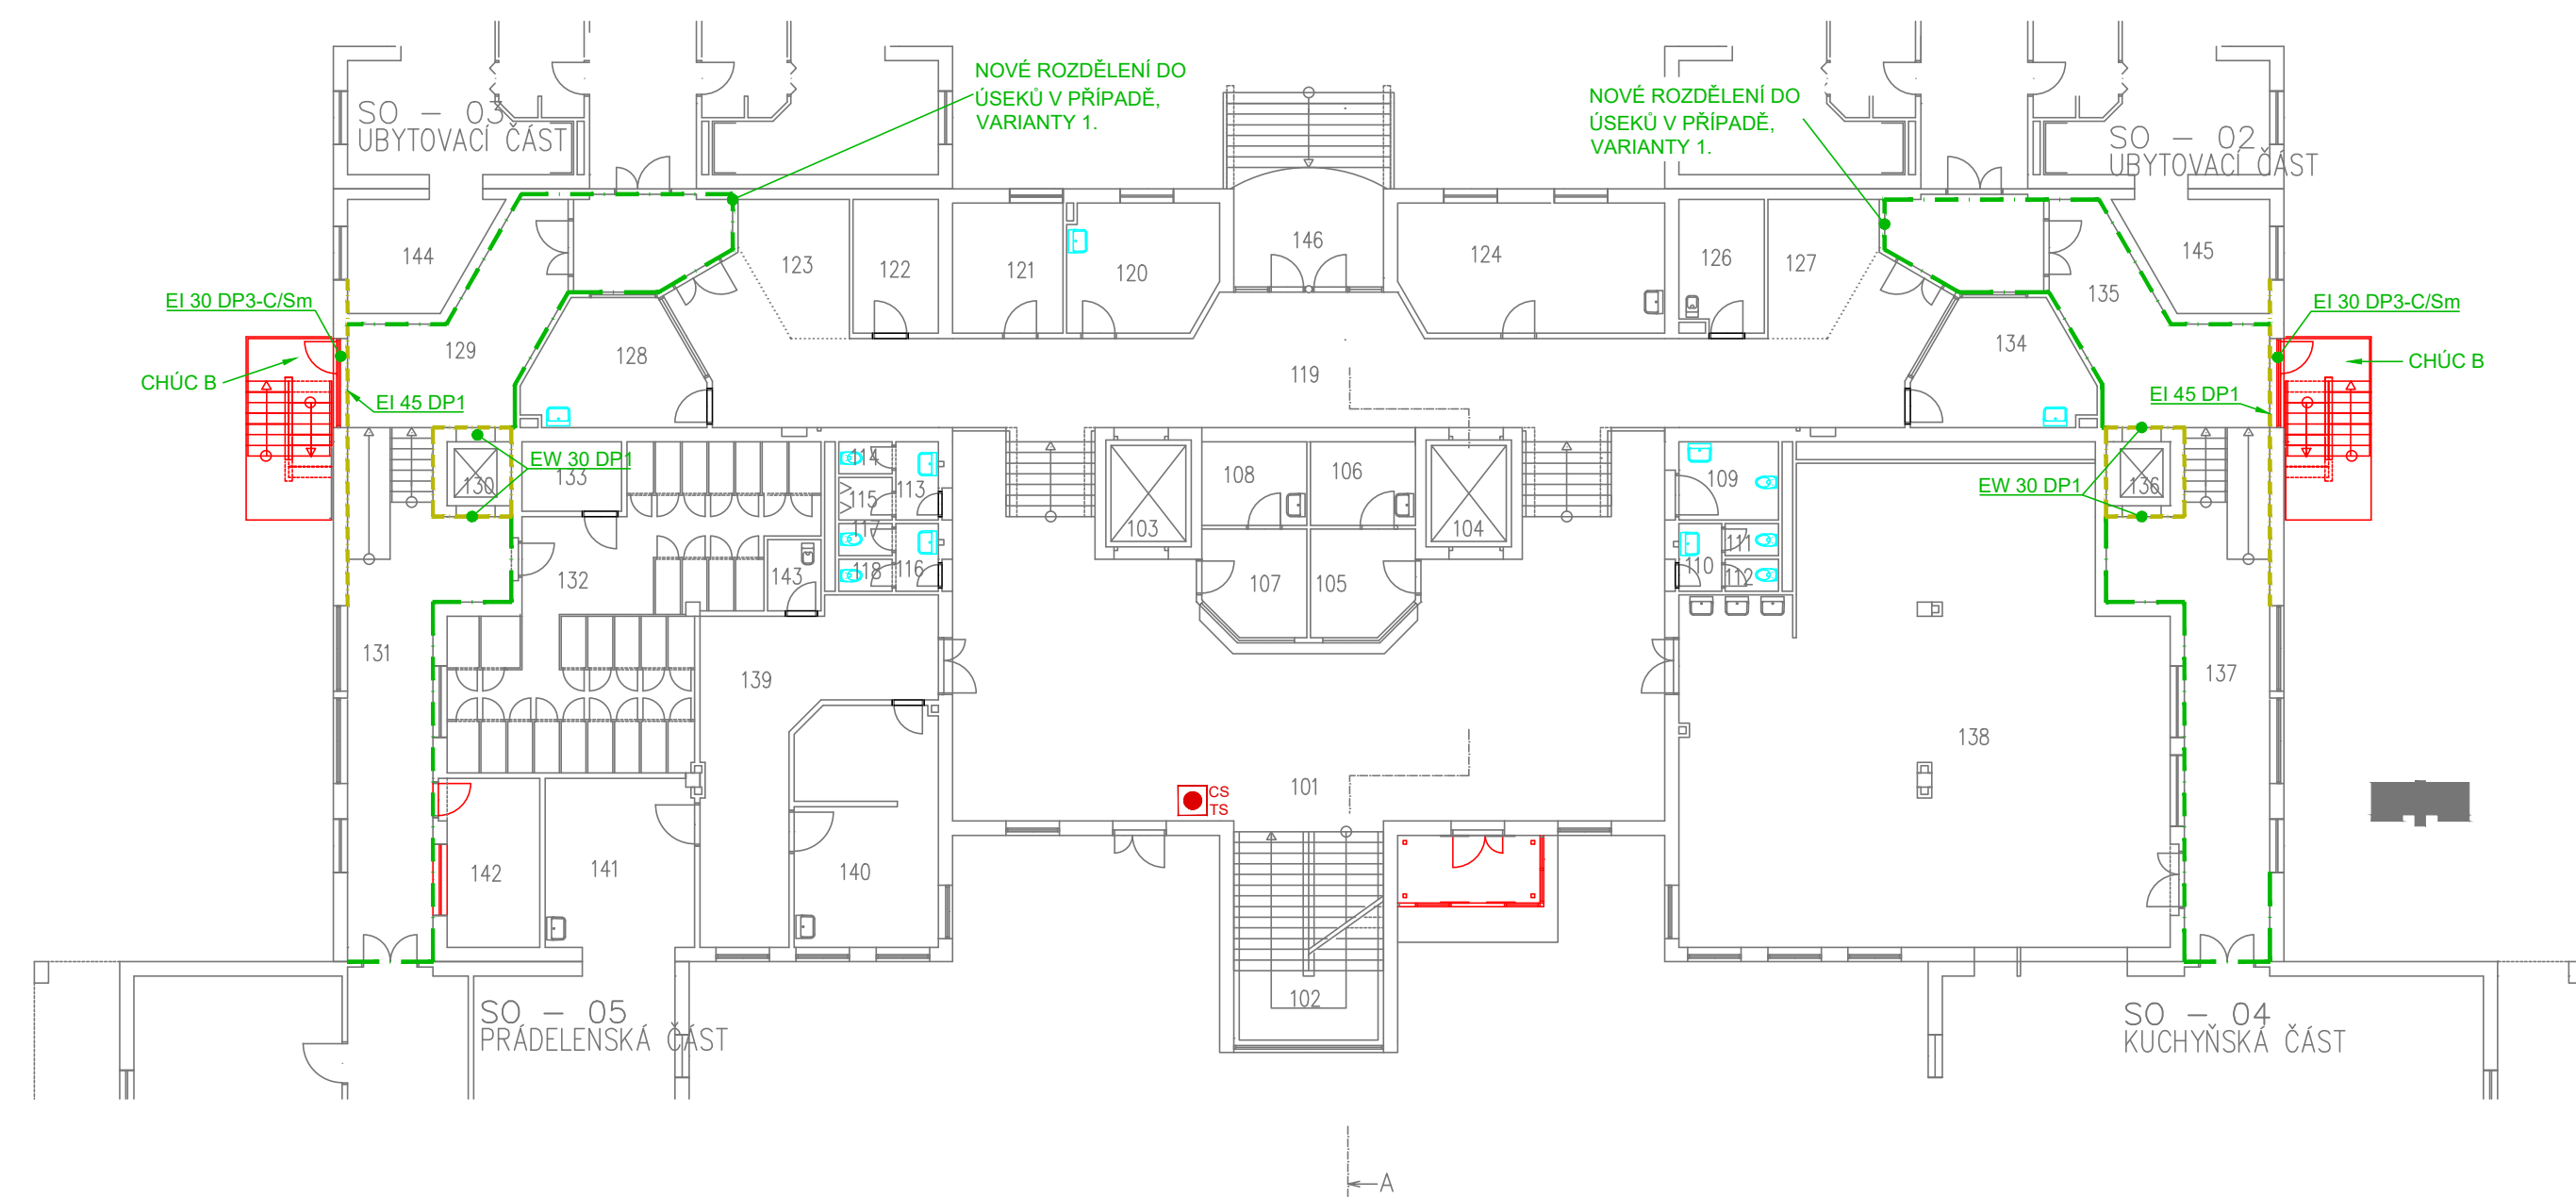 NOVÉ ROZDĚLENÍ DO
ÚSEKŮ V PŘÍPADĚ,
VARIANTY 1.
NOVÉ ROZDĚLENÍ DO
ÚSEKŮ V PŘÍPADĚ,
VARIANTY 1.
SO - 03
UBYTOVACÍ ČÁST
SO - 02
UBYTOVACÍ ČÁST
144
123
122
121
120
146
124
126
127
135
145
EI 30 DP3-C/Sm
EI 30 DP3-C/Sm
129
128
119
134
CHÚC B
CHÚC B
EI 45 DP1
EI 45 DP1
EW 30 DP1
EW 30 DP1
130
133
114
115
113
117
118
116
103
108
106
104
109
110
111
112
136
132
143
107
105
131
139
137
138
101
CS
TS
142
141
140
102
SO - 05
PRÁDELENSKÁ ČÁST
SO - 04
KUCHYŇSKÁ ČÁST
A